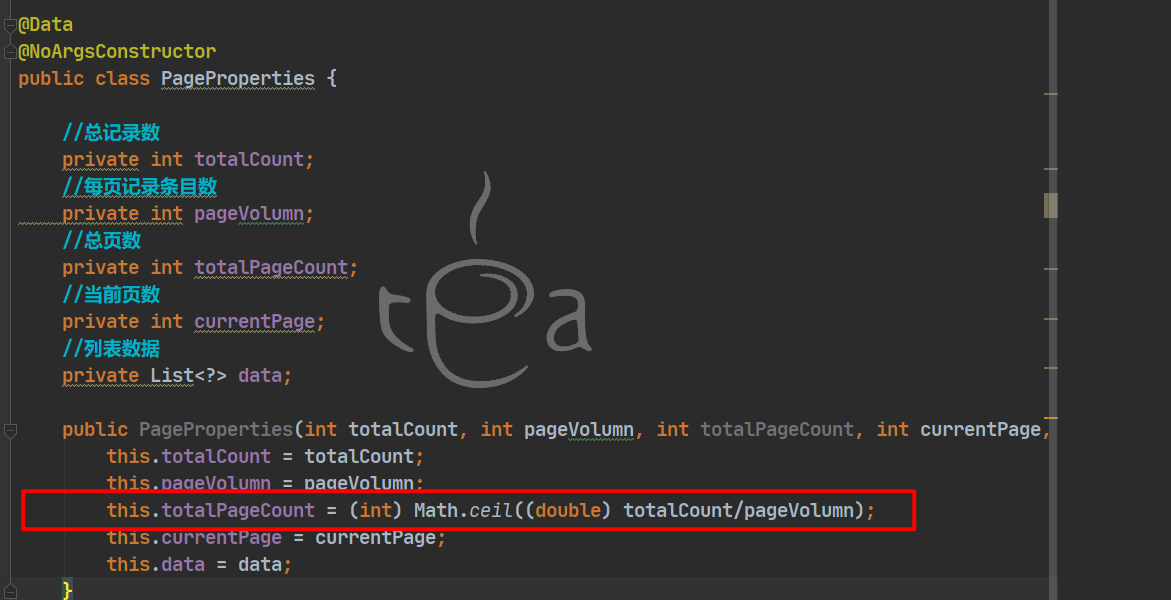 @Data
@NoArgsConstructor
public class PageProperties {
//总记录数
private int totalCount;
//每页记录条目数
private int pageVolumn;
//总页数
private int totalPageCount;
//当前页数
private int currentPage;
//列表数据
private List<?> data;
tea
public PageProperties(int totalCount, int pageVolumn, int totalPageCount, int currentPage,
this.totalCount = totalCount;
this.pageVolumn = pageVolumn;
this.totalPageCount = (int) Math.ceil((double) totalCount/pageVolumn);
this.currentPage = currentPage;
this.data = data;
}